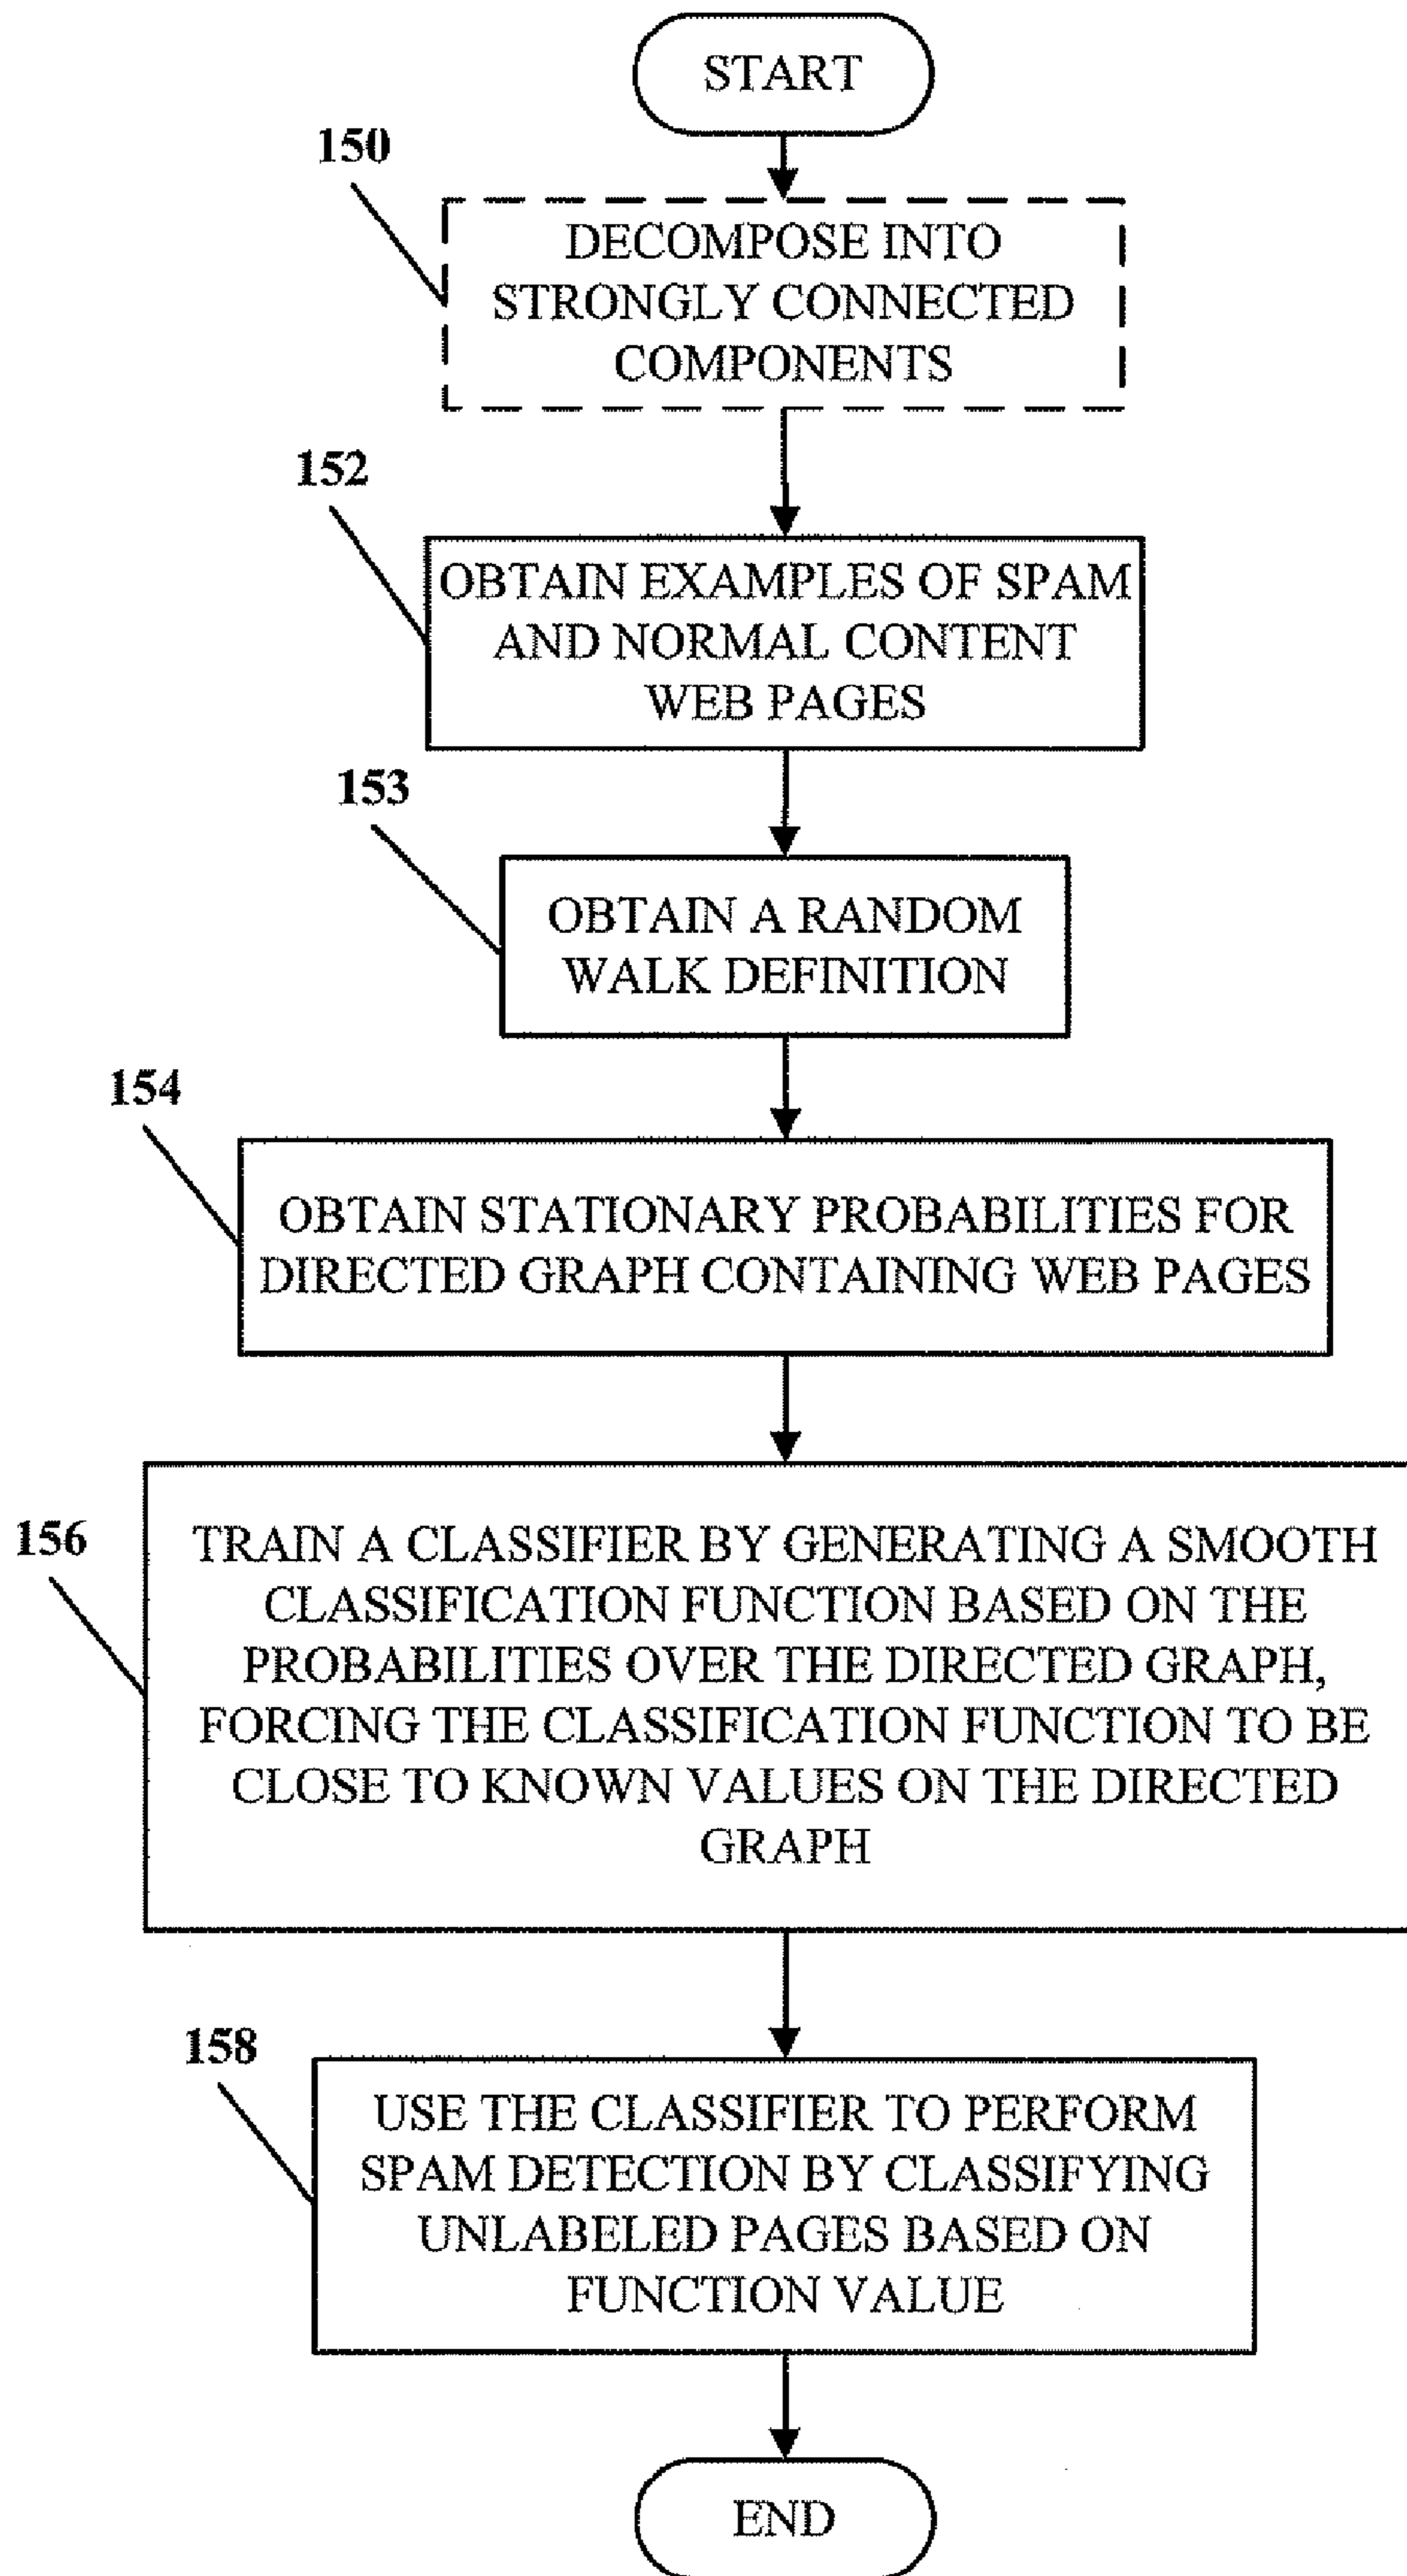 START
150
DECOMPOSE INTO
STRONGLY CONNECTED
COMPONENTS
152
OBTAIN EXAMPLES OF SPAM
AND NORMAL CONTENT
WEB PAGES
153
OBTAIN A RANDOM
WALK DEFINITION
154
OBTAIN STATIONARY PROBABILITIES FOR
DIRECTED GRAPH CONTAINING WEB PAGES
156
TRAIN A CLASSIFIER BY GENERATING A SMOOTH
CLASSIFICATION FUNCTION BASED ON THE
PROBABILITIES OVER THE DIRECTED GRAPH,
FORCING THE CLASSIFICATION FUNCTION TO BE
CLOSE TO KNOWN VALUES ON THE DIRECTED
GRAPH
158
USE THE CLASSIFIER TO PERFORM
SPAM DETECTION BY CLASSIFYING
UNLABELED PAGES BASED ON
FUNCTION VALUE
END